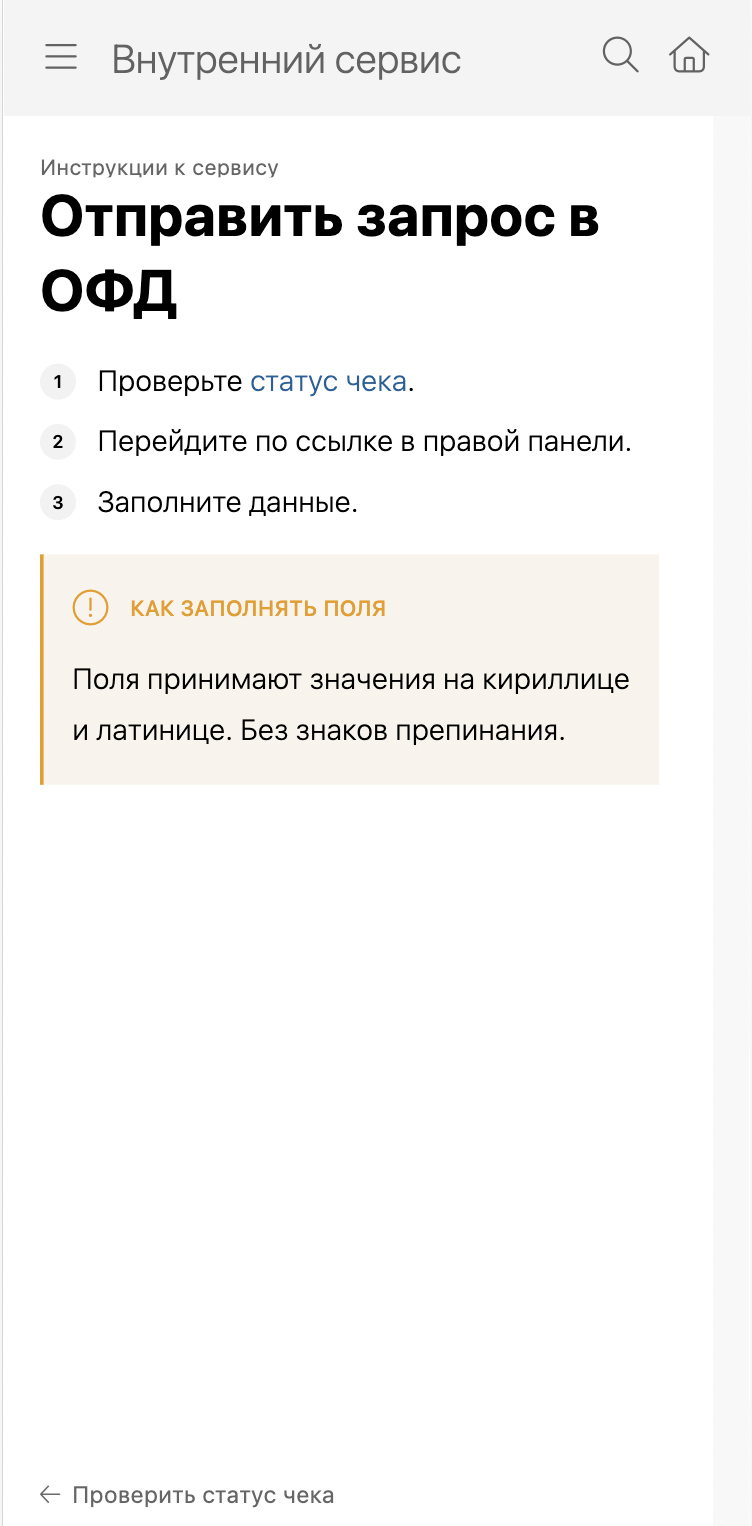 Внутренний сервис
Инструкции к сервису
Отправить запрос в
ОФД
1 Проверьте статус чека.
2 Перейдите по ссылке в правой панели.
3 Заполните данные.
КАК ЗАПОЛНЯТЬ ПОЛЯ
Поля принимают значения на кириллице
и латинице. Без знаков препинания.
← Проверить статус чека